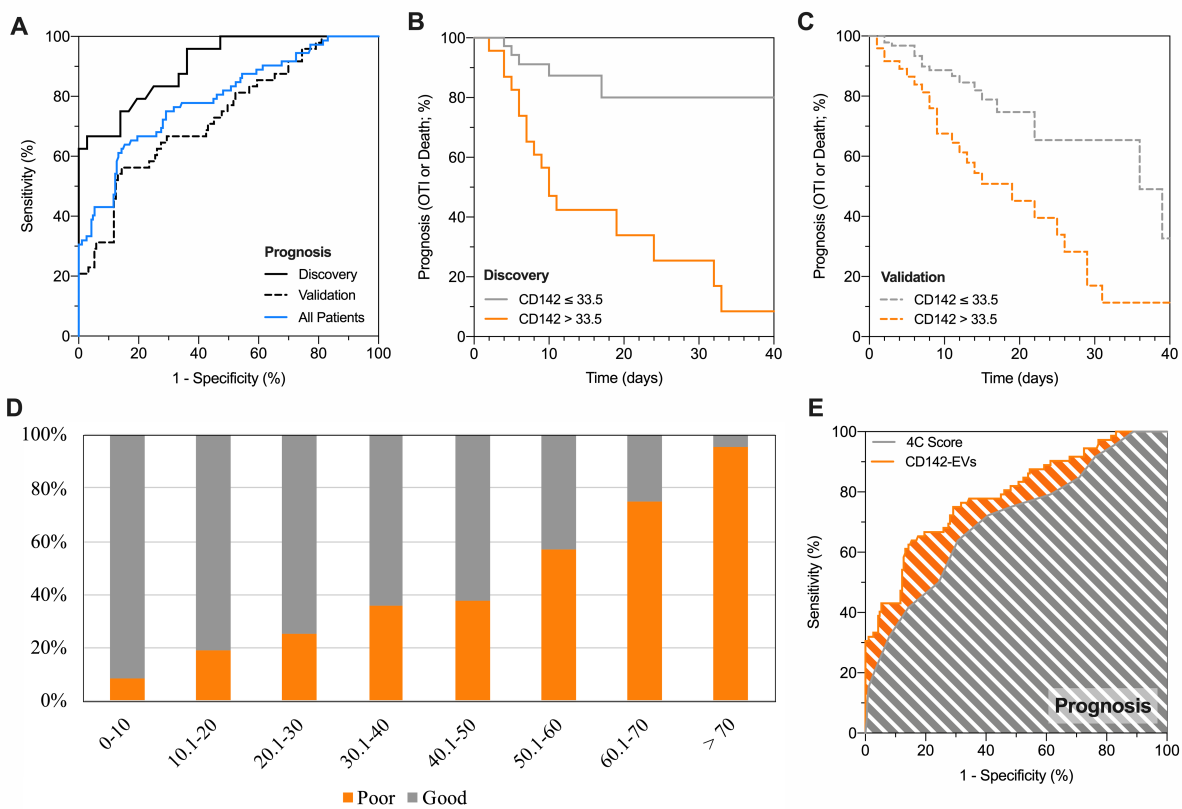 A
100
80
60
40
20
0
Sensitivity (%)
0
20
40
60
80
100
1 - Specificity (%)
Prognosis
Discovery
Validation
All Patients
B
100
80
60
40
20
0
Prognosis (OTI or Death; %)
0
10
20
30
40
Time (days)
Discovery
CD142 ≤ 33.5
CD142 > 33.5
C
100
80
60
40
20
0
Prognosis (OTI or Death; %)
0
10
20
30
40
Time (days)
Validation
CD142 ≤ 33.5
CD142 > 33.5
D
100%
80%
60%
40%
20%
0%
0-10
10.1-20
20.1-30
30.1-40
40.1-50
50.1-60
60.1-70
> 70
Poor
Good
E
100
80
60
40
20
0
Sensitivity (%)
4C Score
CD142-EVs
Prognosis
0
20
40
60
80
100
1 - Specificity (%)